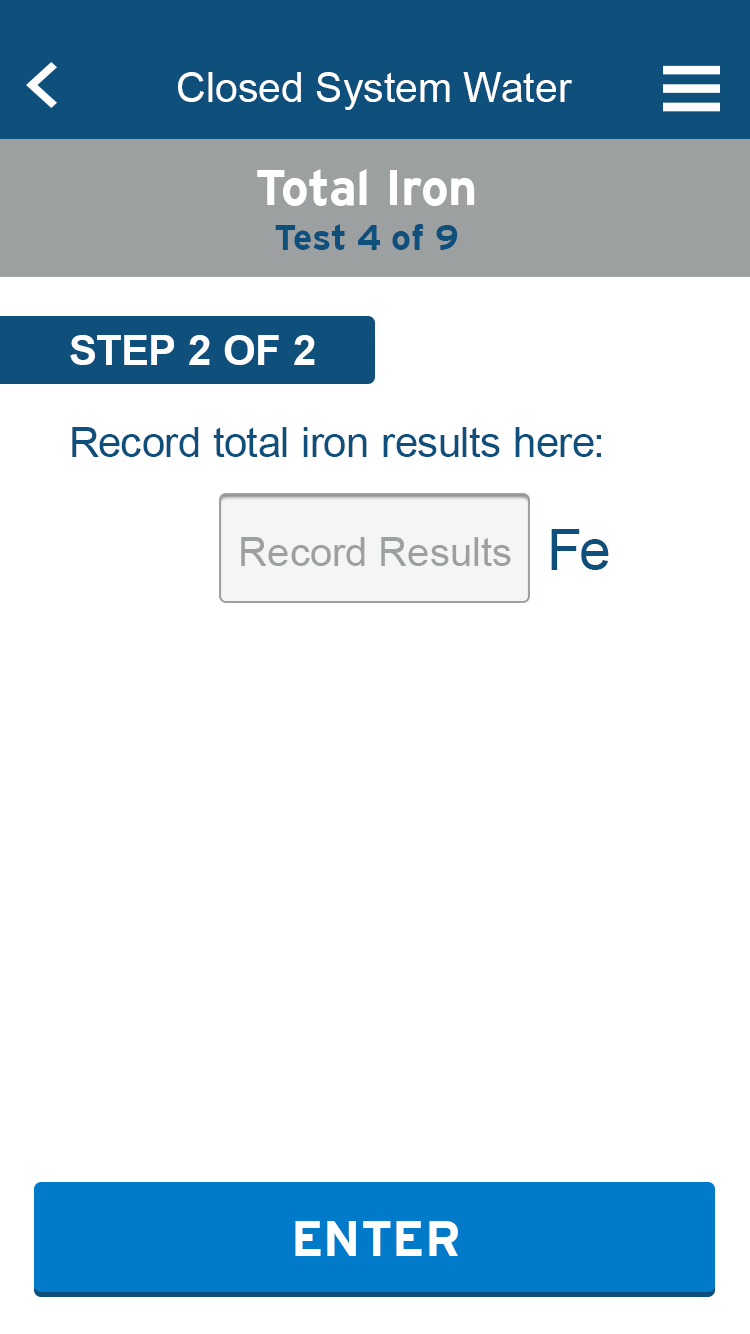 Closed System Water
Total Iron
Test 4 of 9
STEP 2 OF 2
Record total iron results here:
Record Results Fe
ENTER